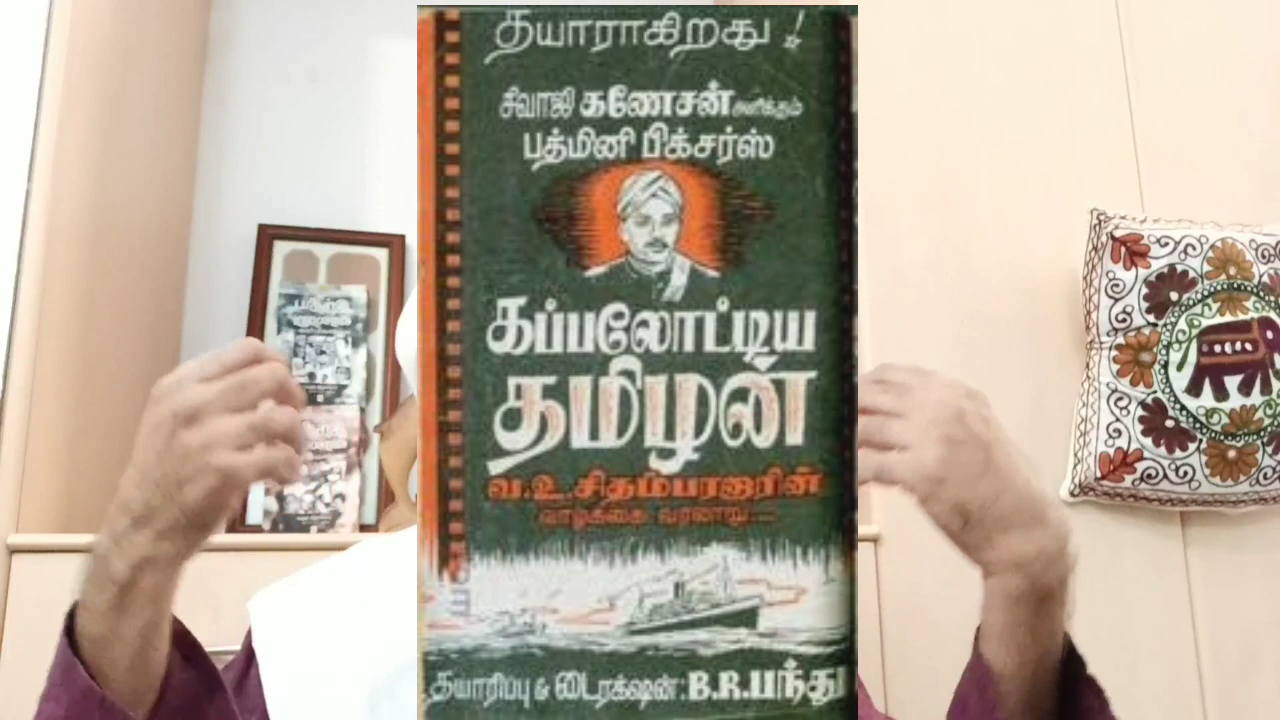 தயாராகிறது !
சிவாஜி கணேசன் அளிக்கும்
பத்மினி பிக்சர்ஸ்
கப்பலோட்டிய
தமிழன்
வ.உ.சிதம்பரனாரின்
வாழ்க்கை வரலாறு....
தயாரிப்பு & டைரக்‌ஷன்: B.R.பந்துலு